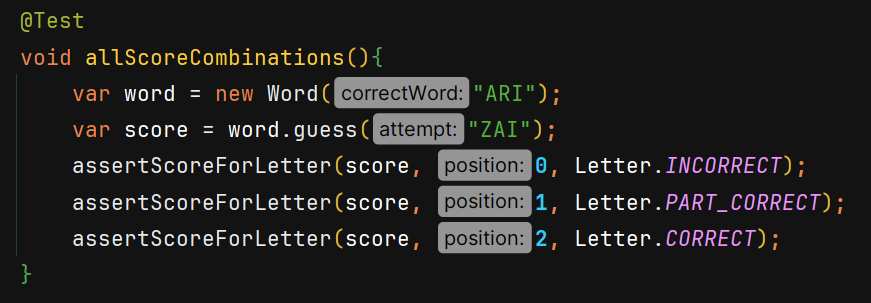 @Test
void allScoreCombinations(){
var word = new Word( correctWord: "ARI");
var score = word.guess( attempt: "ZAI");
assertScoreForLetter(score, position: 0, Letter.INCORRECT);
assertScoreForLetter(score, position: 1, Letter.PART_CORRECT);
assertScoreForLetter(score, position: 2, Letter.CORRECT);
}